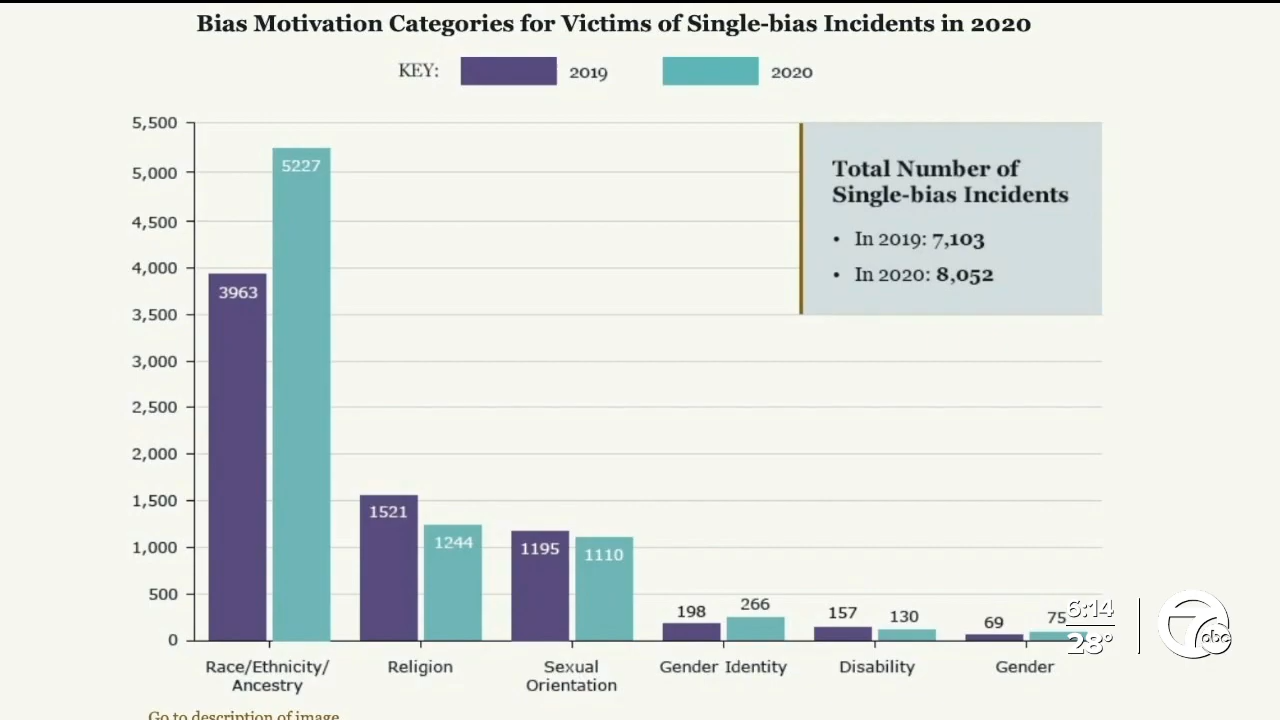 Bias Motivation Categories for Victims of Single-bias Incidents in 2020
KEY: 2019 2020
5,500
5,000
4,500
4,000
3,500
3,000
2,500
2,000
1,500
1,000
500
0
3963
5227
1521
1244
1195
1110
198
266
157
130
69
75
Race/Ethnicity/
Ancestry
Religion
Sexual
Orientation
Gender Identity
Disability
Gender
Total Number of
Single-bias Incidents
• In 2019: 7,103
• In 2020: 8,052
6:14
28°
7 abc
Go to description of image